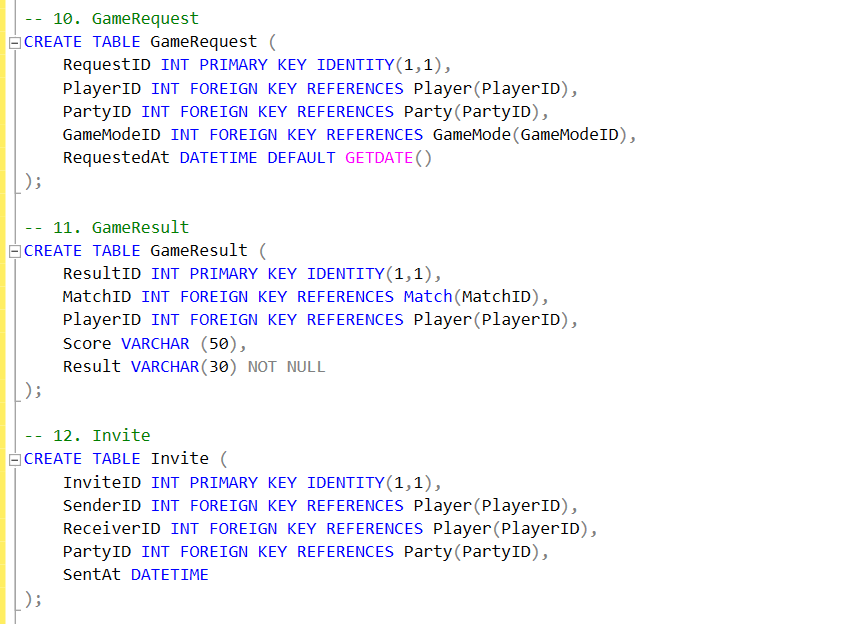 -- 10. GameRequest
CREATE TABLE GameRequest (
RequestID INT PRIMARY KEY IDENTITY(1,1),
PlayerID INT FOREIGN KEY REFERENCES Player(PlayerID),
PartyID INT FOREIGN KEY REFERENCES Party(PartyID),
GameModeID INT FOREIGN KEY REFERENCES GameMode(GameModeID),
RequestedAt DATETIME DEFAULT GETDATE()
);
-- 11. GameResult
CREATE TABLE GameResult (
ResultID INT PRIMARY KEY IDENTITY(1,1),
MatchID INT FOREIGN KEY REFERENCES Match(MatchID),
PlayerID INT FOREIGN KEY REFERENCES Player(PlayerID),
Score VARCHAR (50),
Result VARCHAR(30) NOT NULL
);
-- 12. Invite
CREATE TABLE Invite (
InviteID INT PRIMARY KEY IDENTITY(1,1),
SenderID INT FOREIGN KEY REFERENCES Player(PlayerID),
ReceiverID INT FOREIGN KEY REFERENCES Player(PlayerID),
PartyID INT FOREIGN KEY REFERENCES Party(PartyID),
SentAt DATETIME
);